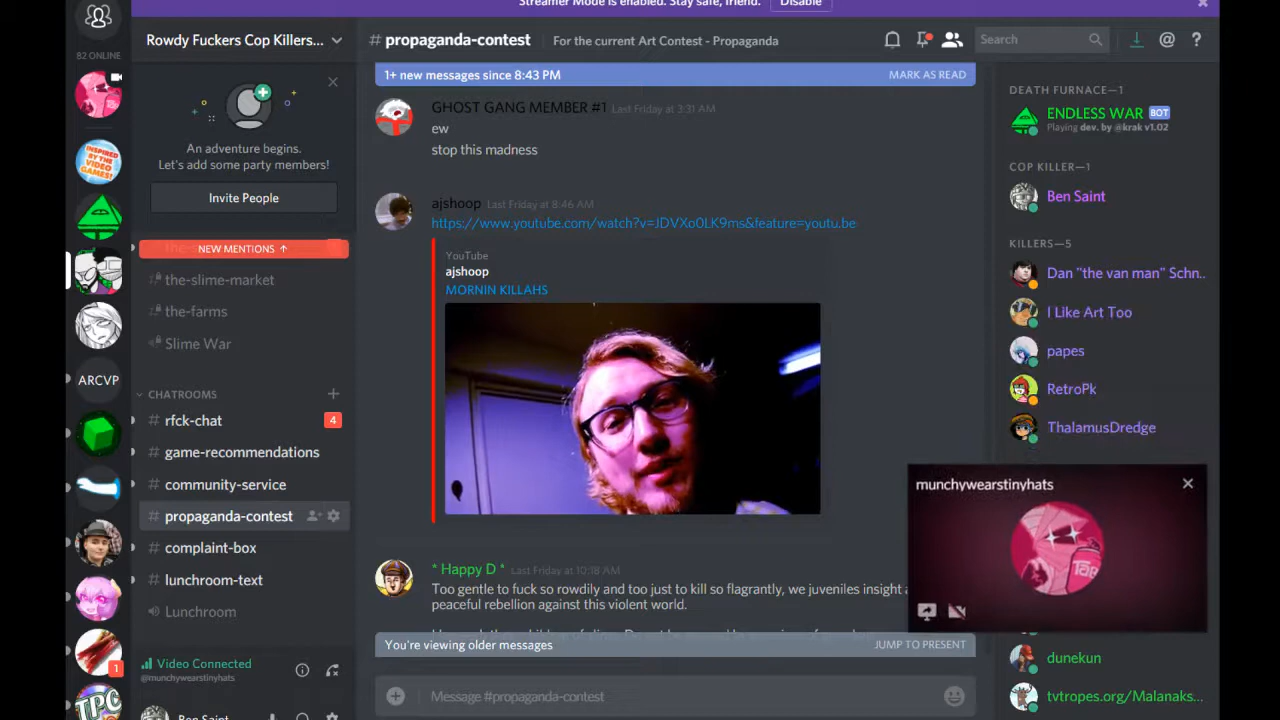 Streamer Mode is enabled. Stay safe, friend.
Disable
82 ONLINE
INSPIRED BY THE VIDEO GAMES!
ARCVP
1
TPC
Rowdy Fuckers Cop Killers...
An adventure begins.
Let's add some party members!
Invite People
NEW MENTIONS ↑
the-slime-market
the-farms
Slime War
CHATROOMS
# rfck-chat
4
# game-recommendations
# community-service
# propaganda-contest
# complaint-box
# lunchroom-text
Lunchroom
Video Connected
@munchywearstinyhats
Ben Saint
# propaganda-contest
For the current Art Contest - Propaganda
Search
1+ new messages since 8:43 PM
MARK AS READ
GHOST GANG MEMBER #1 Last Friday at 3:31 AM
ew
stop this madness
ajshoop Last Friday at 8:46 AM
https://www.youtube.com/watch?v=JDVXo0LK9ms&feature=youtu.be
YouTube
ajshoop
MORNIN KILLAHS
* Happy D * Last Friday at 10:18 AM
Too gentle to fuck so rowdily and too just to kill so flagrantly, we juveniles insight a
peaceful rebellion against this violent world.
You're viewing older messages
JUMP TO PRESENT
Message #propaganda-contest
DEATH FURNACE—1
ENDLESS WAR BOT
Playing dev. by @krak v1.02
COP KILLER—1
Ben Saint
KILLERS—5
Dan "the van man" Schn..
I Like Art Too
papes
RetroPk
ThalamusDredge
munchywearstinyhats
TaB
dunekun
tvtropes.org/Malanaks...